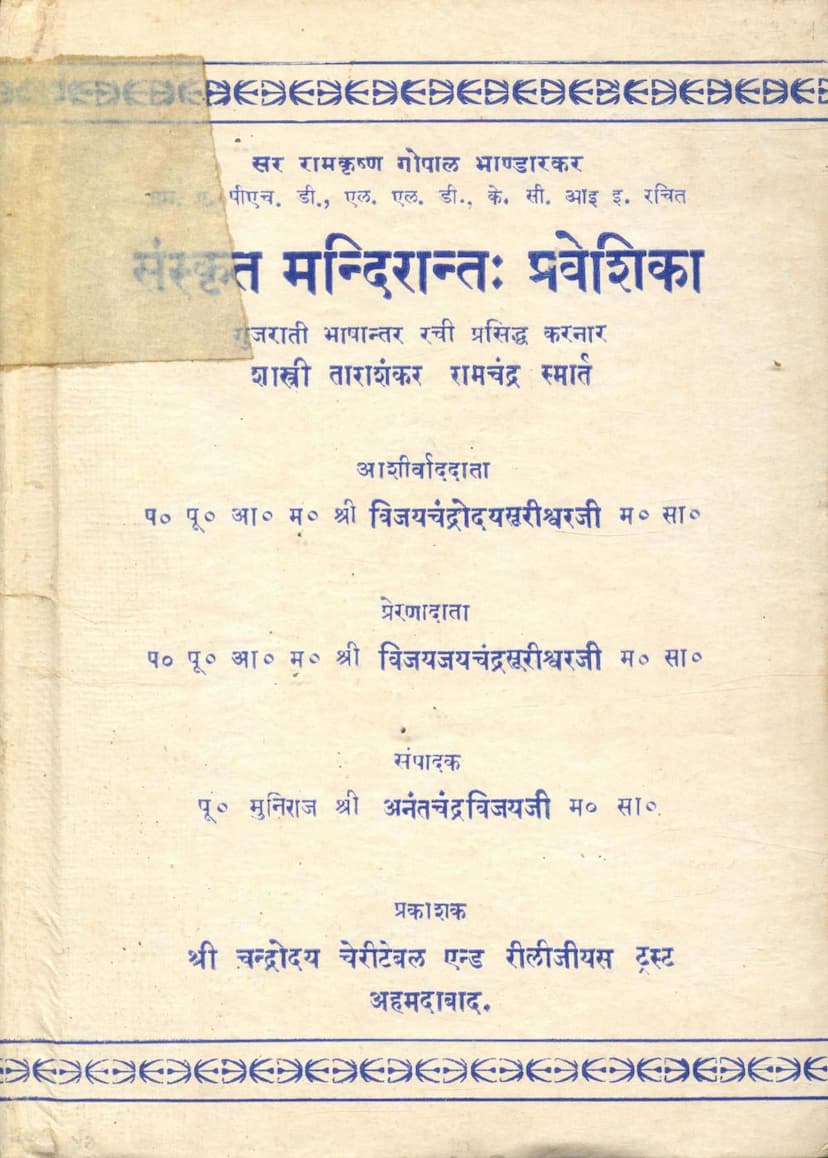 सर रामकृष्ण गोपाल भाण्डारकर
एम. ए. पीएच. डी., एल. एल. डी., के. सी. आइ इ. रचित
संस्कृत मन्दिरान्तः प्रवेशिका
गुजराती भाषान्तर रची प्रसिद्ध करनार
शास्त्री ताराशंकर रामचंद्र स्मार्त
आशीर्वाददाता
प० पू० आ० म० श्री विजयचंद्रोदयसूरीश्वरजी म० सा०
प्रेरणादाता
प० पू० आ० म० श्री विजयजयचंद्रसूरीश्वरजी म० सा०
संपादक
पू० मुनिराज श्री अनंतचंद्रविजयजी म० सा०
प्रकाशक
श्री चन्द्रोदय चेरीटेबल एन्ड रीलीजीयस ट्रस्ट
अहमदाबाद.